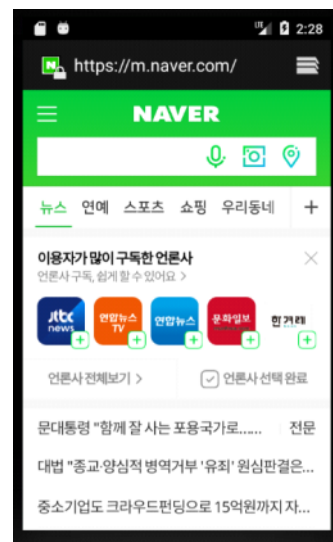 2:28
https://m.naver.com/
NAVER
뉴스 연예 스포츠 쇼핑 우리동네 +
이용자가 많이 구독한 언론사
언론사 구독, 쉽게 할 수 있어요 >
jtbc news 연합뉴스 TV 연합뉴스 문화일보 한겨레
언론사 전체보기 > 언론사 선택 완료
문대통령 "함께 잘 사는 포용국가로...... 전문
대법 "종교·양심적 병역거부 '유죄' 원심판결은...
중소기업도 크라우드펀딩으로 15억원까지 자...